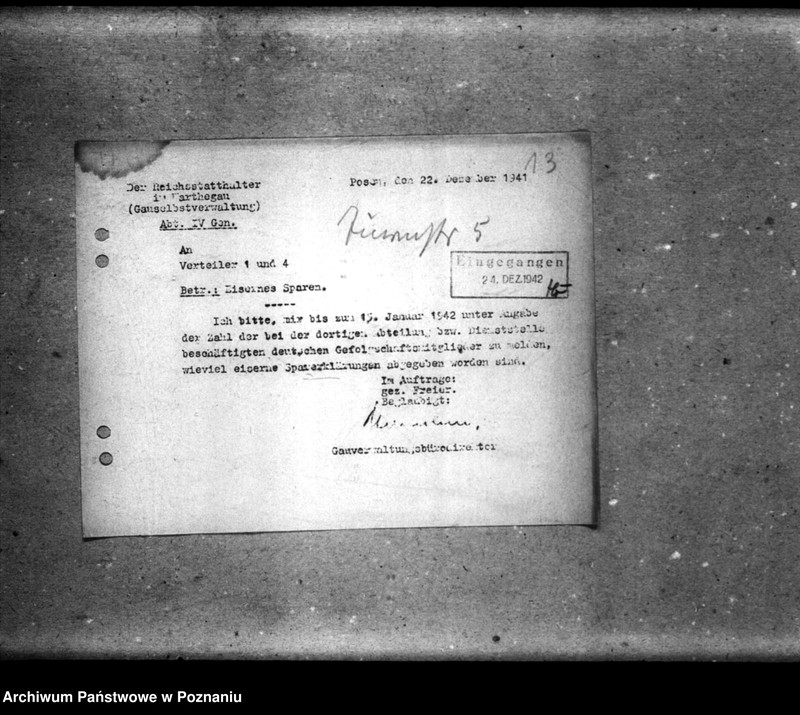 13
Der Reichsstatthalter
im Warthegau
(Gauselbstverwaltung)
Abt. IV Gen.
Posen, den 22. Dezember 1941
5
An
Verteiler 1 und 4
Eingegangen
24. DEZ. 1942
Betr.: Eisernes Sparen.
Ich bitte, mir bis zum 15. Januar 1942 unter Angabe
der Zahl der bei der dortigen Abteilung bzw. Dienststelle
beschäftigten deutschen Gefolgschaftsmitglieder zu melden,
wieviel eiserne Sparerklärungen abgegeben worden sind.
Im Auftrage:
gez. Freier.
Beglaubigt:
Gauverwaltungsbürodirektor
Archiwum Państwowe w Poznaniu